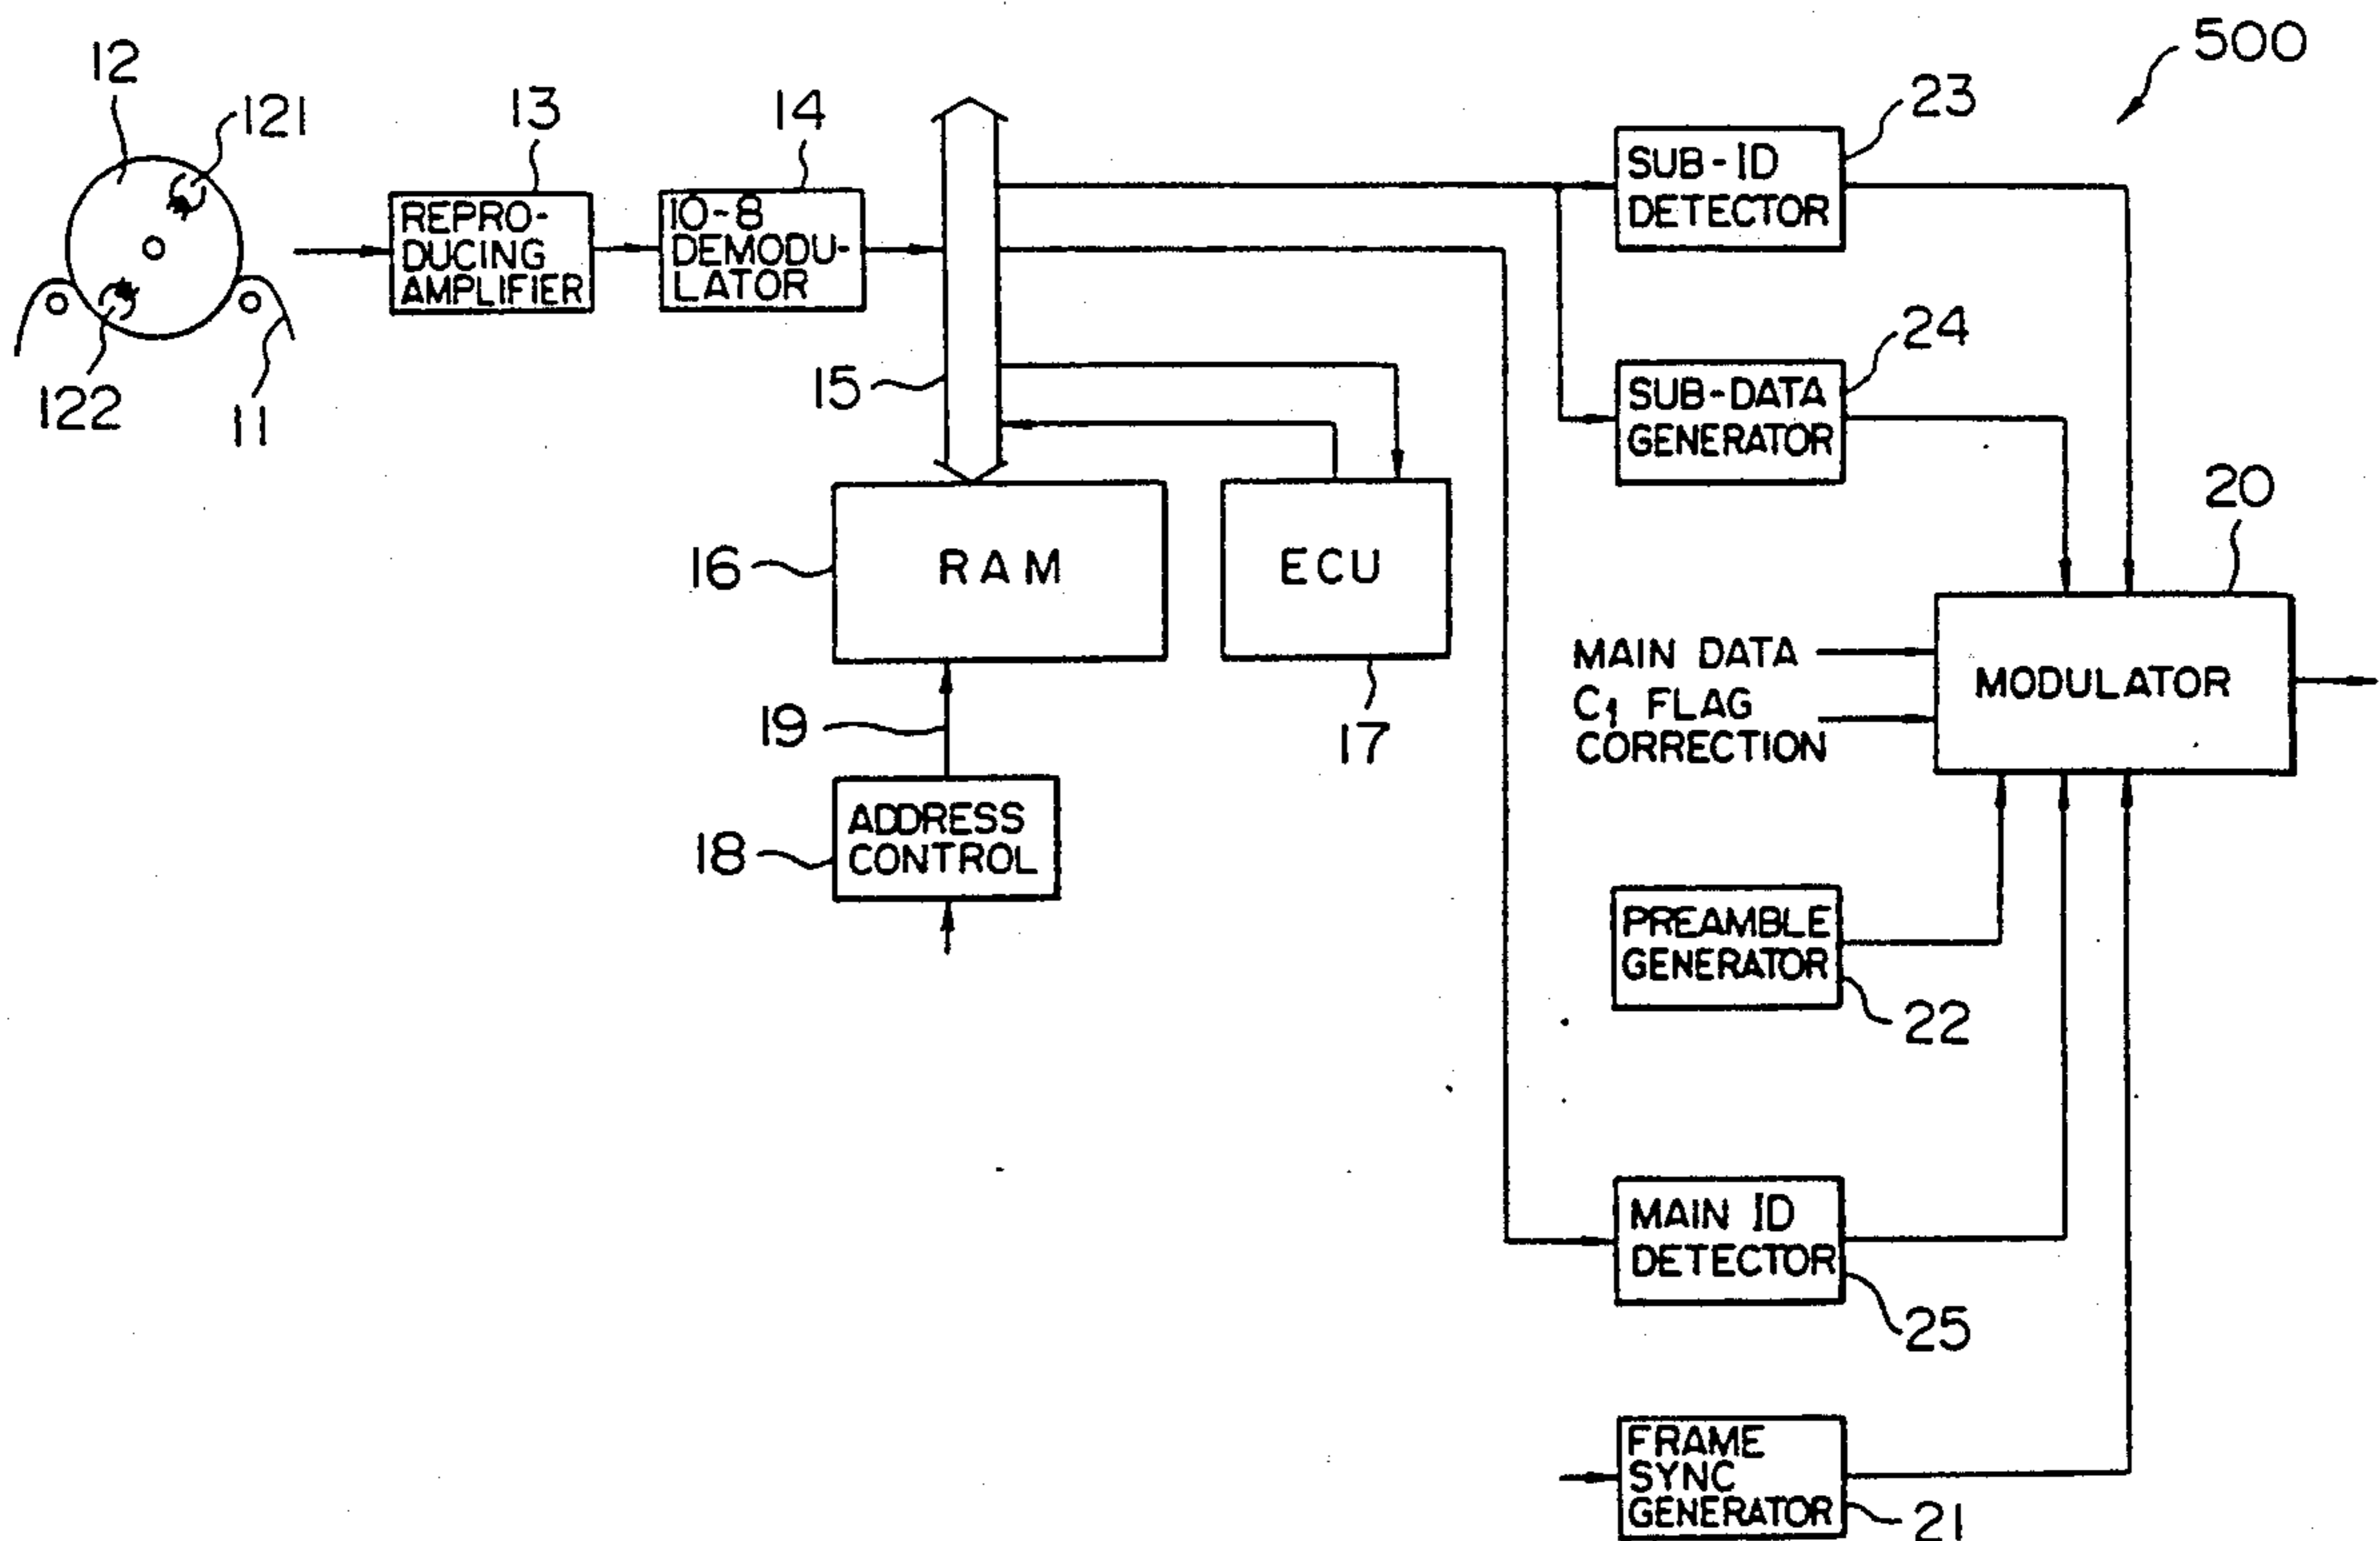 500
12
121
13
14
23
REPRO-
DUCING
AMPLIFIER
10-8
DEMODU-
LATOR
SUB-ID
DETECTOR
122
11
15
24
SUB-DATA
GENERATOR
20
16
RAM
ECU
17
MAIN DATA
C1 FLAG
CORRECTION
MODULATOR
19
18
ADDRESS
CONTROL
PREAMBLE
GENERATOR
22
MAIN ID
DETECTOR
25
FRAME
SYNC
GENERATOR
21